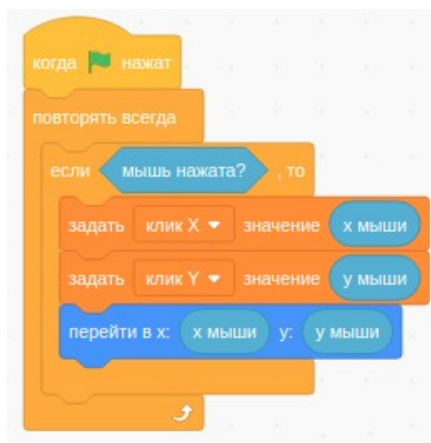 когда нажат
повторять всегда
если мышь нажата? , то
задать клик X значение x мыши
задать клик Y значение y мыши
перейти в x: x мыши y: y мыши